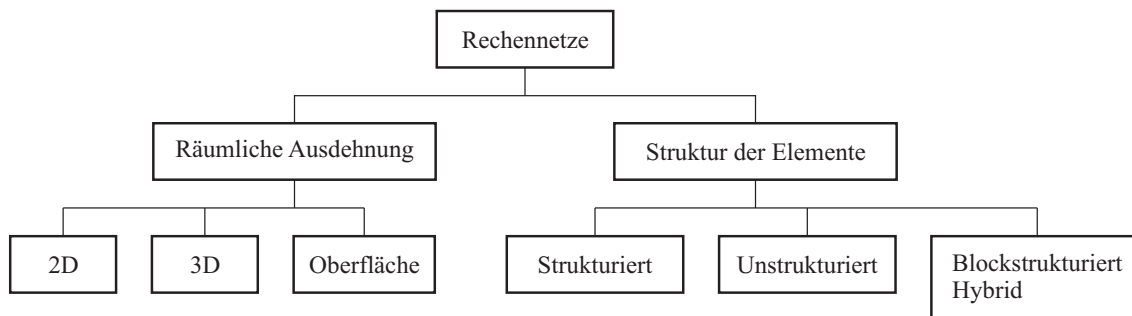 Rechennetze
Räumliche Ausdehnung
Struktur der Elemente
2D
3D
Oberfläche
Strukturiert
Unstrukturiert
Blockstrukturiert
Hybrid